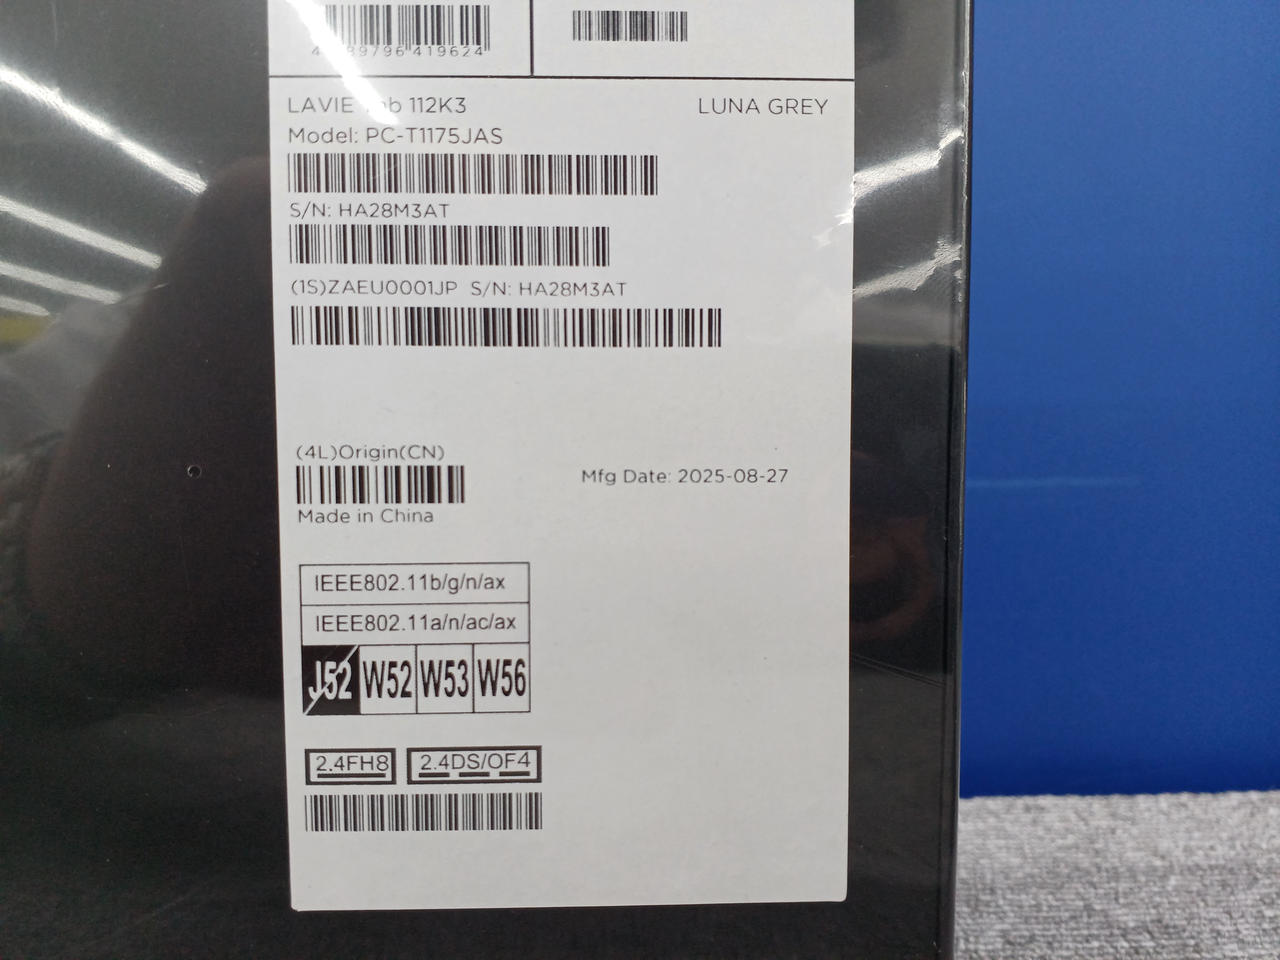 419624
LAVIE Tab 112K3
LUNA GREY
Model: PC-T1175JAS
S/N: HA28M3AT
(1S)ZAEU0001JP S/N: HA28M3AT
(4L)Origin(CN)
Mfg Date: 2025-08-27
Made in China
IEEE802.11b/g/n/ax
IEEE802.11a/n/ac/ax
J52 W52 W53 W56
2.4FH8 2.4DS/OF4